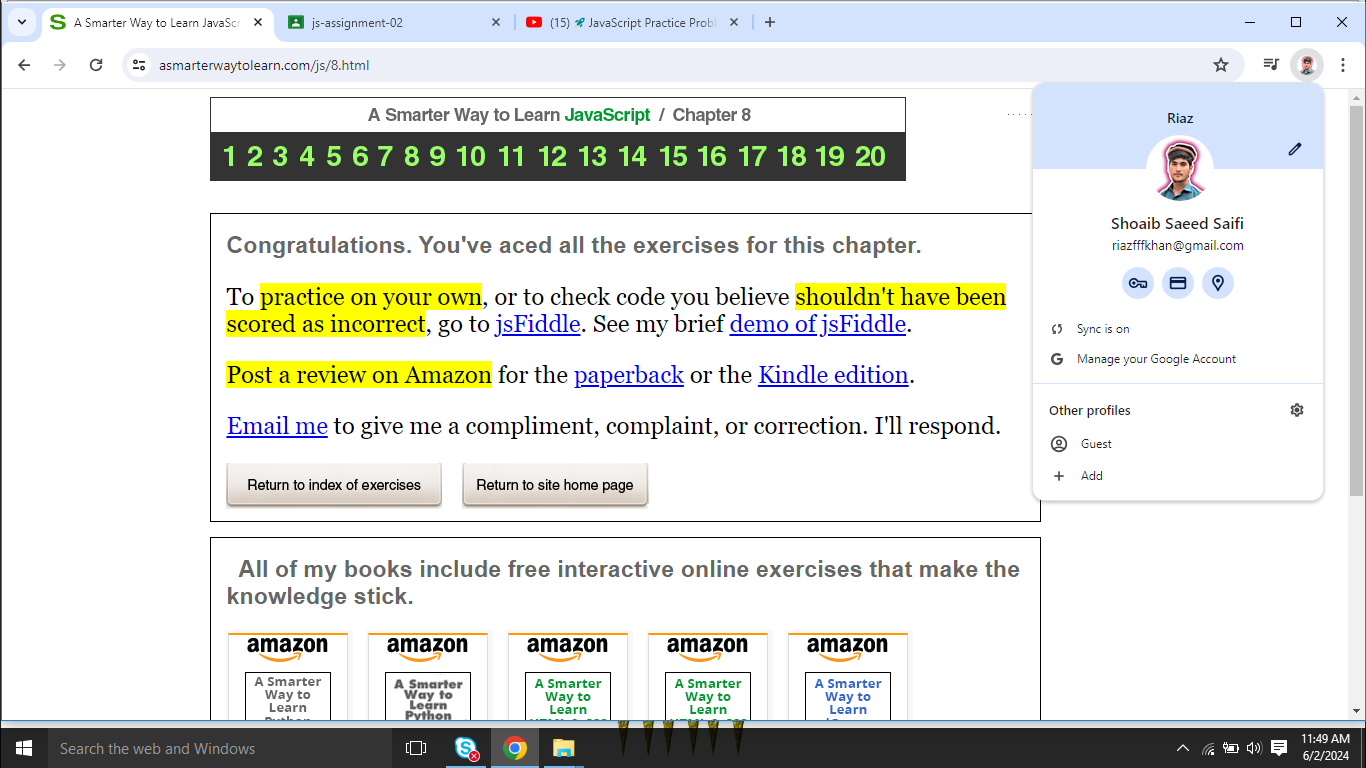 A Smarter Way to Learn JavaScr
js-assignment-02
(15) 🚀 JavaScript Practice Probl
asmarterwaytolearn.com/js/8.html
A Smarter Way to Learn JavaScript / Chapter 8
1 2 3 4 5 6 7 8 9 10 11 12 13 14 15 16 17 18 19 20
Congratulations. You've aced all the exercises for this chapter.
To practice on your own, or to check code you believe shouldn't have been
scored as incorrect, go to jsFiddle. See my brief demo of jsFiddle.
Post a review on Amazon for the paperback or the Kindle edition.
Email me to give me a compliment, complaint, or correction. I'll respond.
Return to index of exercises
Return to site home page
Riaz
Shoaib Saeed Saifi
riazfffkhan@gmail.com
Sync is on
Manage your Google Account
Other profiles
Guest
Add
All of my books include free interactive online exercises that make the
knowledge stick.
amazon amazon amazon amazon amazon
A Smarter
Way to
Learn
Python
A Smarter
Way to
Learn
Python
A Smarter
Way to
Learn
A Smarter
Way to
Learn
A Smarter
Way to
Learn
Search the web and Windows
11:49 AM
6/2/2024